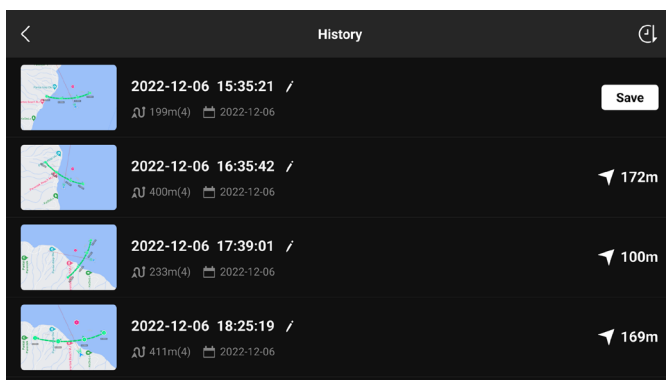 History
2022-12-06 15:35:21
199m(4) 2022-12-06
Save
2022-12-06 16:35:42
400m(4) 2022-12-06
172m
2022-12-06 17:39:01
233m(4) 2022-12-06
100m
2022-12-06 18:25:19
411m(4) 2022-12-06
169m